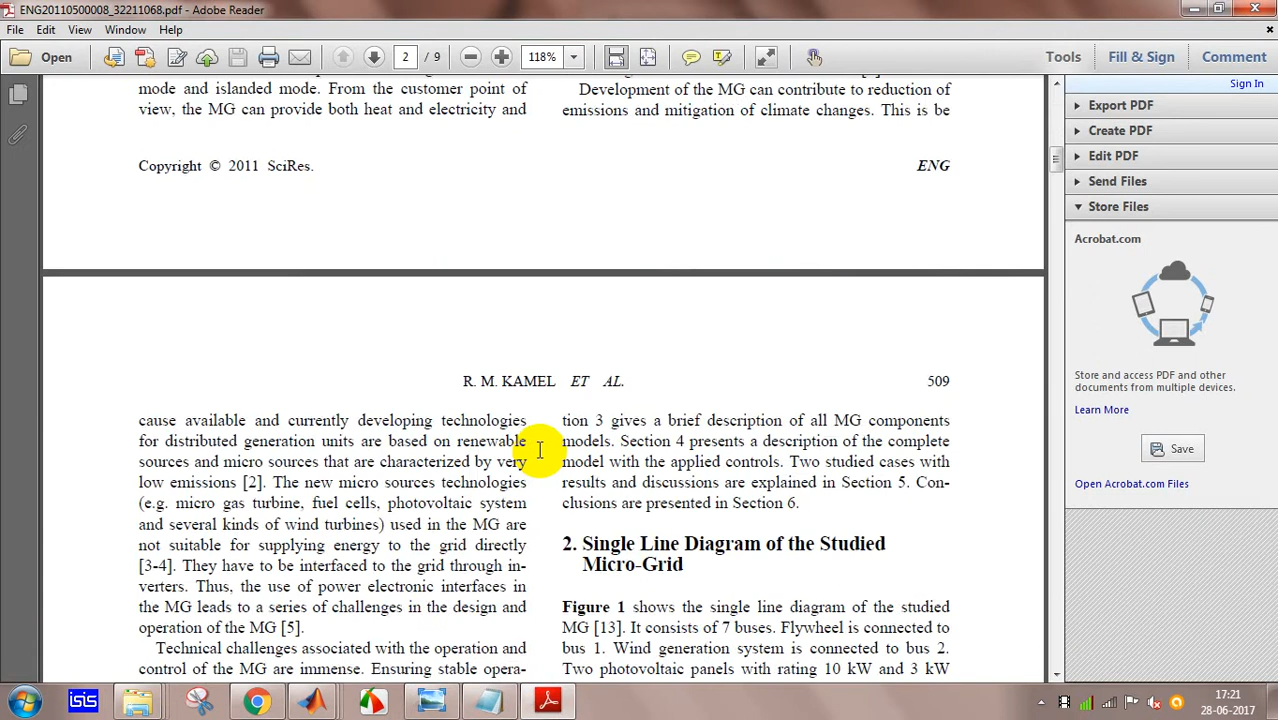 ENG20110500008_32211068.pdf - Adobe Reader
File Edit View Window Help
Open 2 / 9 118% Tools Fill & Sign Comment
Sign In
Export PDF
Create PDF
Edit PDF
Send Files
Store Files
Acrobat.com
Store and access PDF and other
documents from multiple devices.
Learn More
Save
Open Acrobat.com Files
mode and islanded mode. From the customer point of
view, the MG can provide both heat and electricity and
Development of the MG can contribute to reduction of
emissions and mitigation of climate changes. This is be
Copyright © 2011 SciRes. ENG
R. M. KAMEL ET AL. 509
cause available and currently developing technologies
for distributed generation units are based on renewable
sources and micro sources that are characterized by very
low emissions [2]. The new micro sources technologies
(e.g. micro gas turbine, fuel cells, photovoltaic system
and several kinds of wind turbines) used in the MG are
not suitable for supplying energy to the grid directly
[3-4]. They have to be interfaced to the grid through in-
verters. Thus, the use of power electronic interfaces in
the MG leads to a series of challenges in the design and
operation of the MG [5].
Technical challenges associated with the operation and
control of the MG are immense. Ensuring stable opera-
tion 3 gives a brief description of all MG components
models. Section 4 presents a description of the complete
model with the applied controls. Two studied cases with
results and discussions are explained in Section 5. Con-
clusions are presented in Section 6.
2. Single Line Diagram of the Studied
Micro-Grid
Figure 1 shows the single line diagram of the studied
MG [13]. It consists of 7 buses. Flywheel is connected to
bus 1. Wind generation system is connected to bus 2.
Two photovoltaic panels with rating 10 kW and 3 kW
isis
17:21
28-06-2017